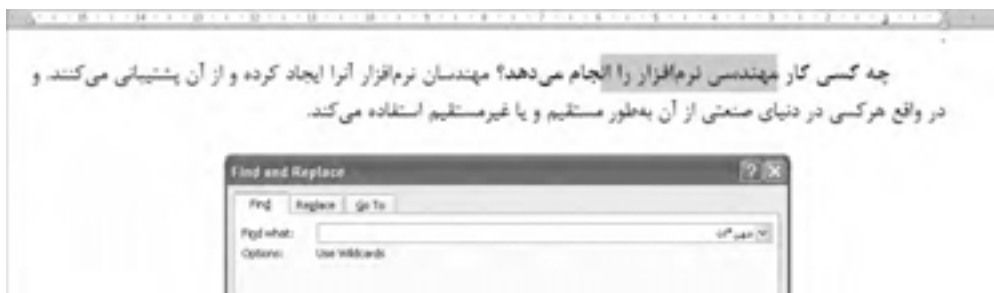 چه کسی کار مهندسی نرم‌افزار را انجام می‌دهد؟ مهندسان نرم‌افزار آنرا ایجاد کرده و از آن پشتیبانی می‌کنند. و
در واقع هرکسی در دنیای صنعتی از آن به‌طور مستقیم و یا غیرمستقیم استفاده می‌کند.
Find and Replace
Find Replace Go To
Find what:
Options: Use Wildcards